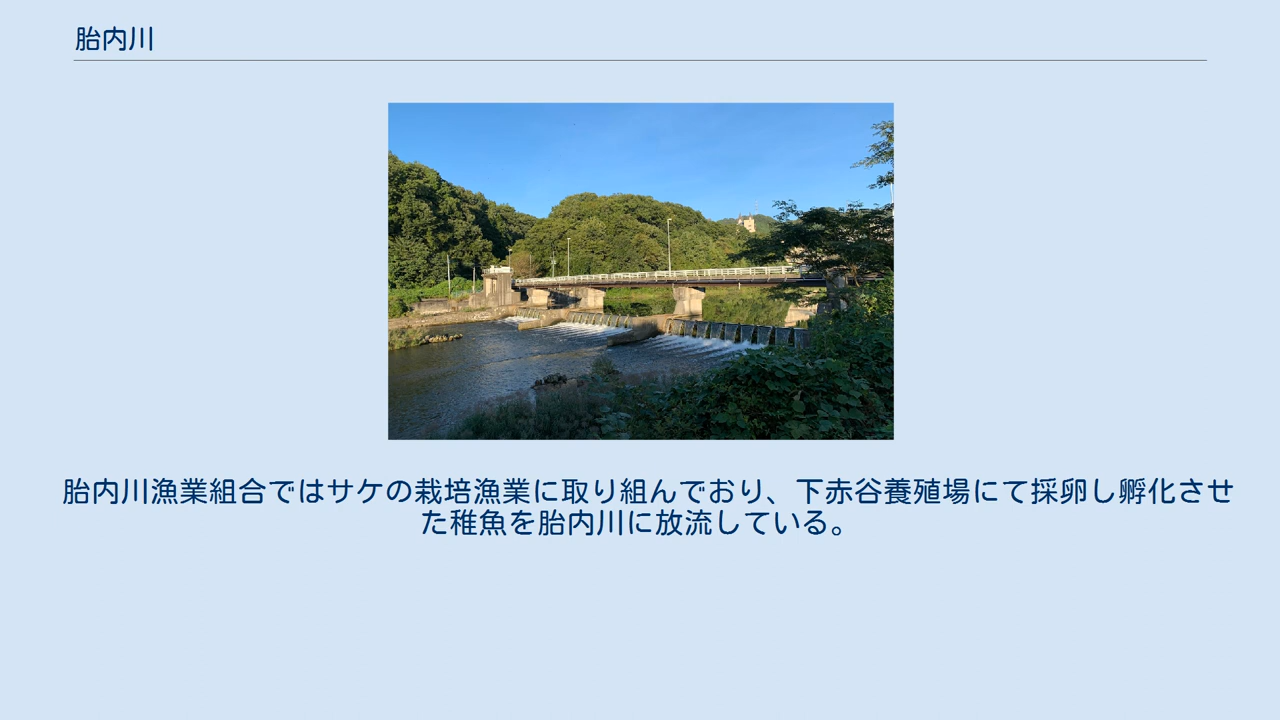 胎内川
胎内川漁業組合ではサケの栽培漁業に取り組んでおり、下赤谷養殖場にて採卵し孵化させ
た稚魚を胎内川に放流している。